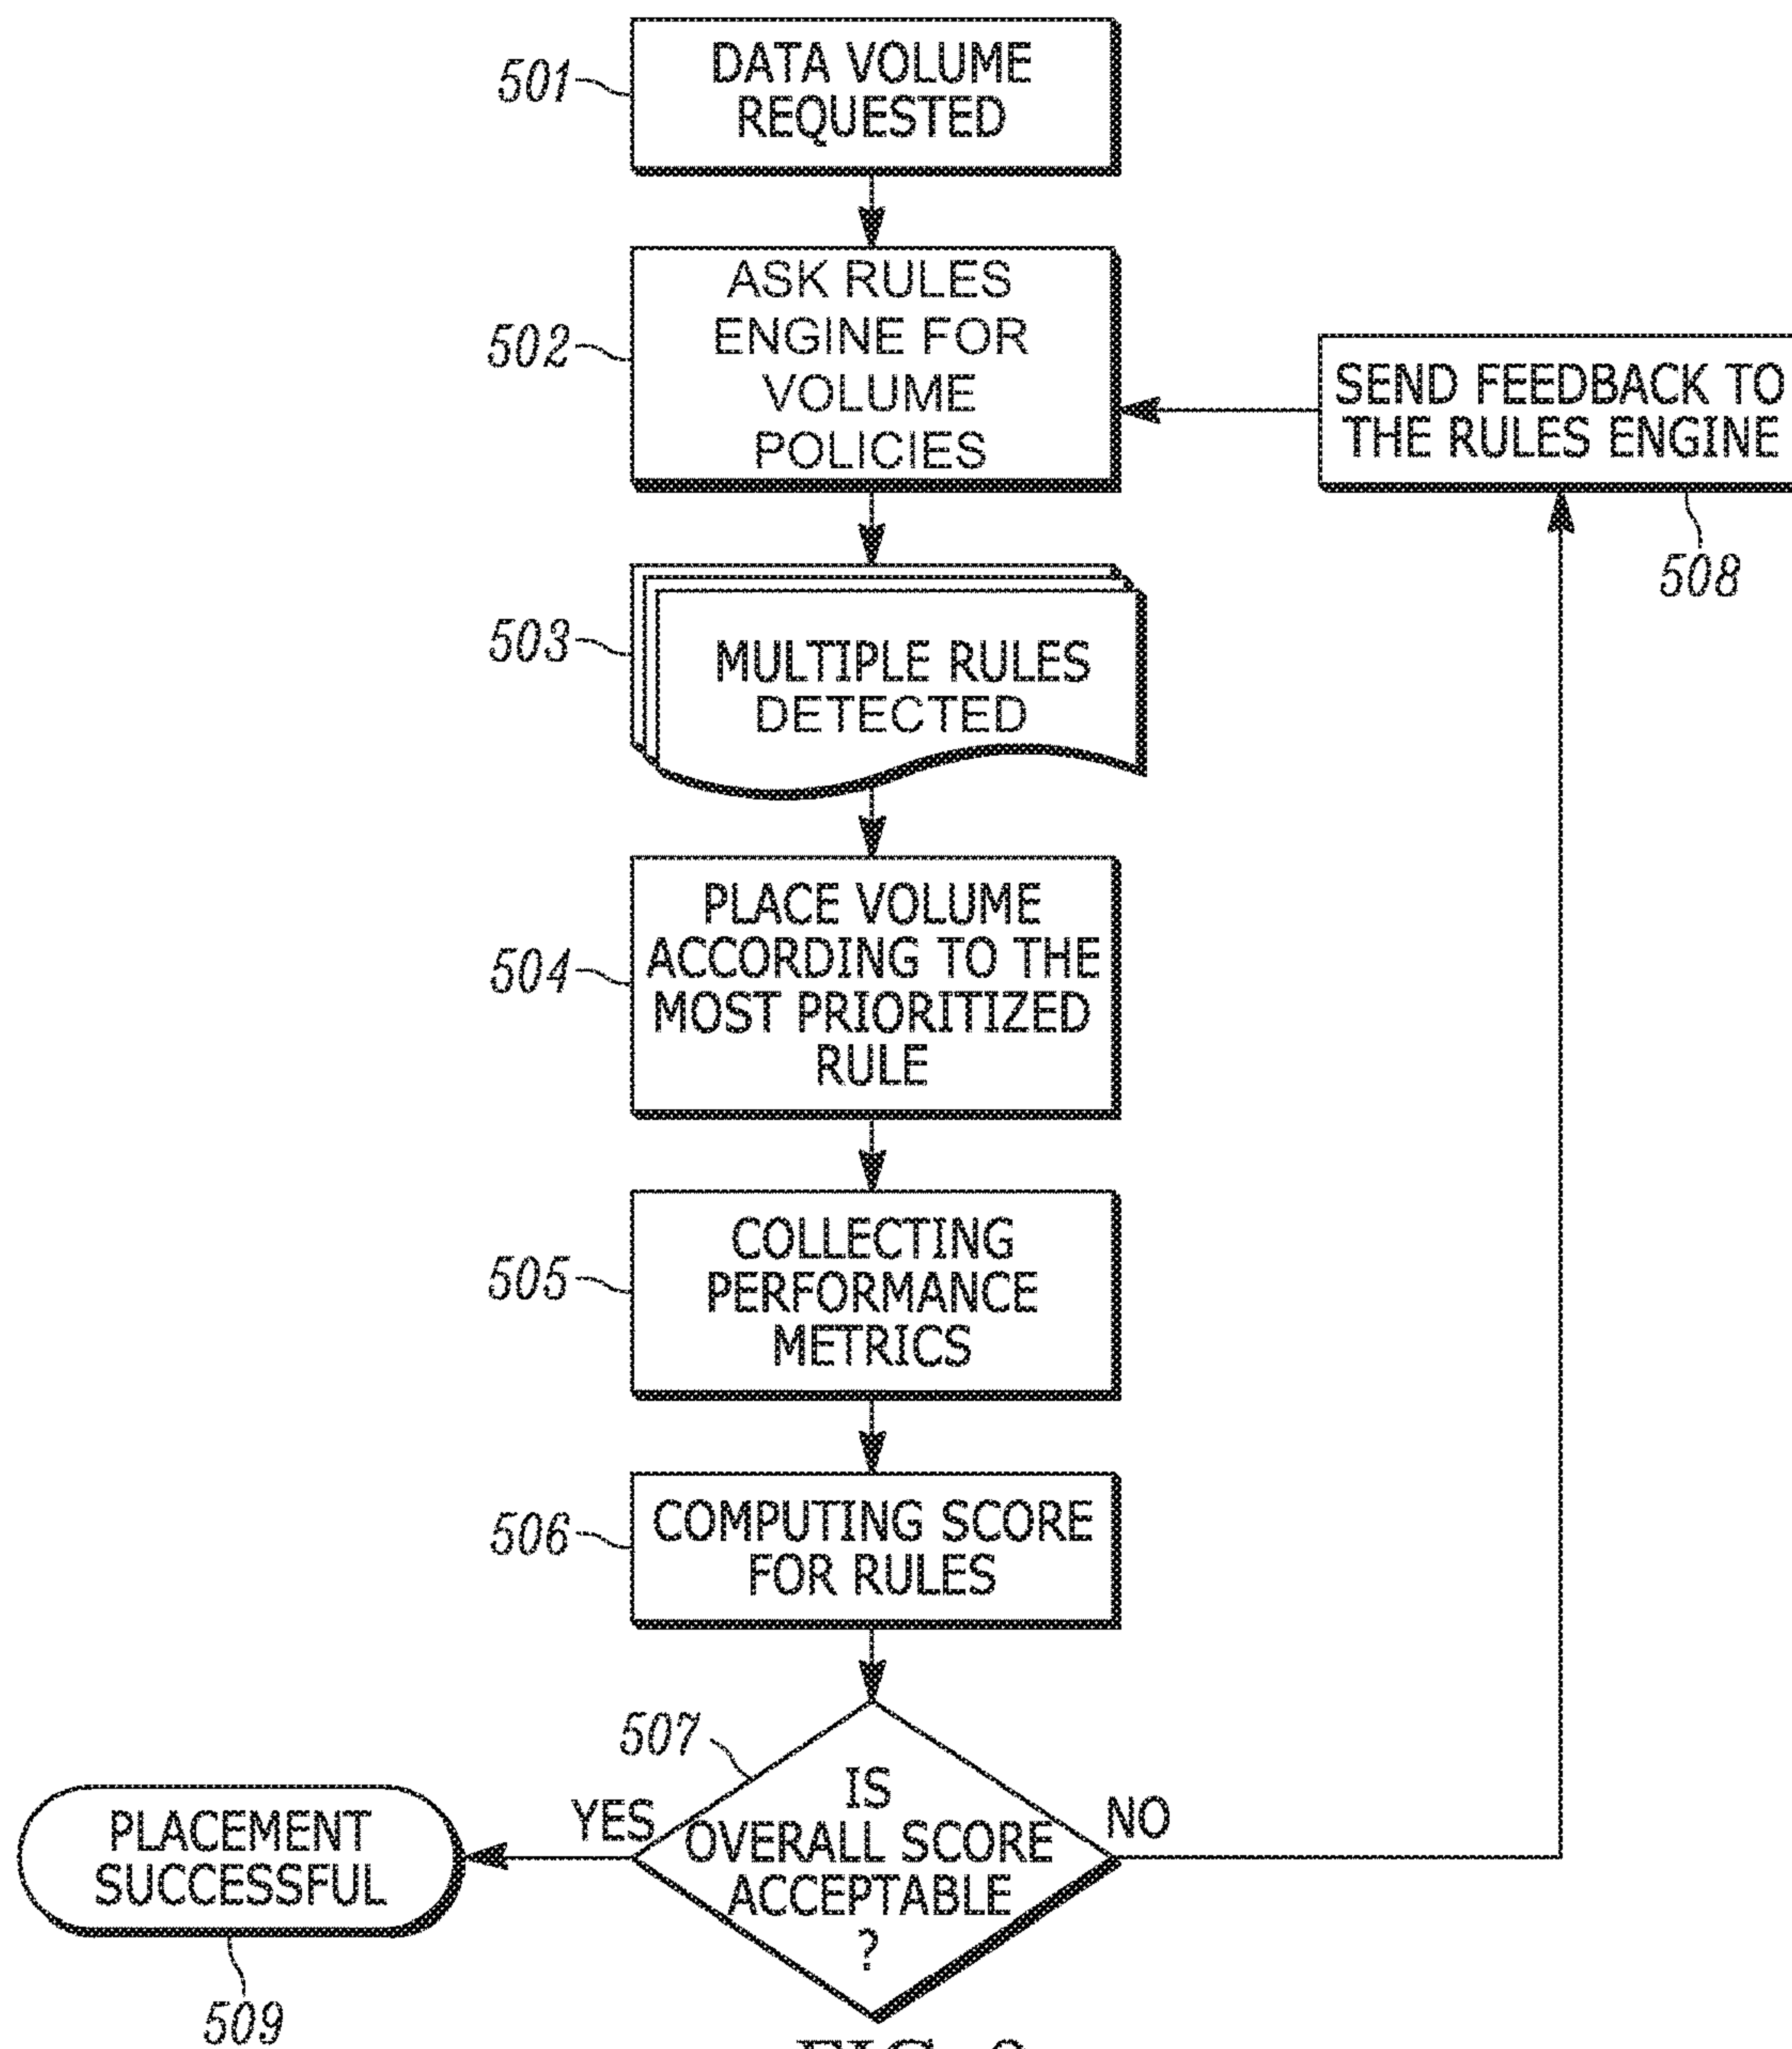 501
DATA VOLUME
REQUESTED
502
ASK RULES
ENGINE FOR
VOLUME
POLICIES
SEND FEEDBACK TO
THE RULES ENGINE
508
503
MULTIPLE RULES
DETECTED
504
PLACE VOLUME
ACCORDING TO THE
MOST PRIORITIZED
RULE
505
COLLECTING
PERFORMANCE
METRICS
506
COMPUTING SCORE
FOR RULES
507
IS
OVERALL SCORE
ACCEPTABLE
?
YES
NO
PLACEMENT
SUCCESSFUL
509